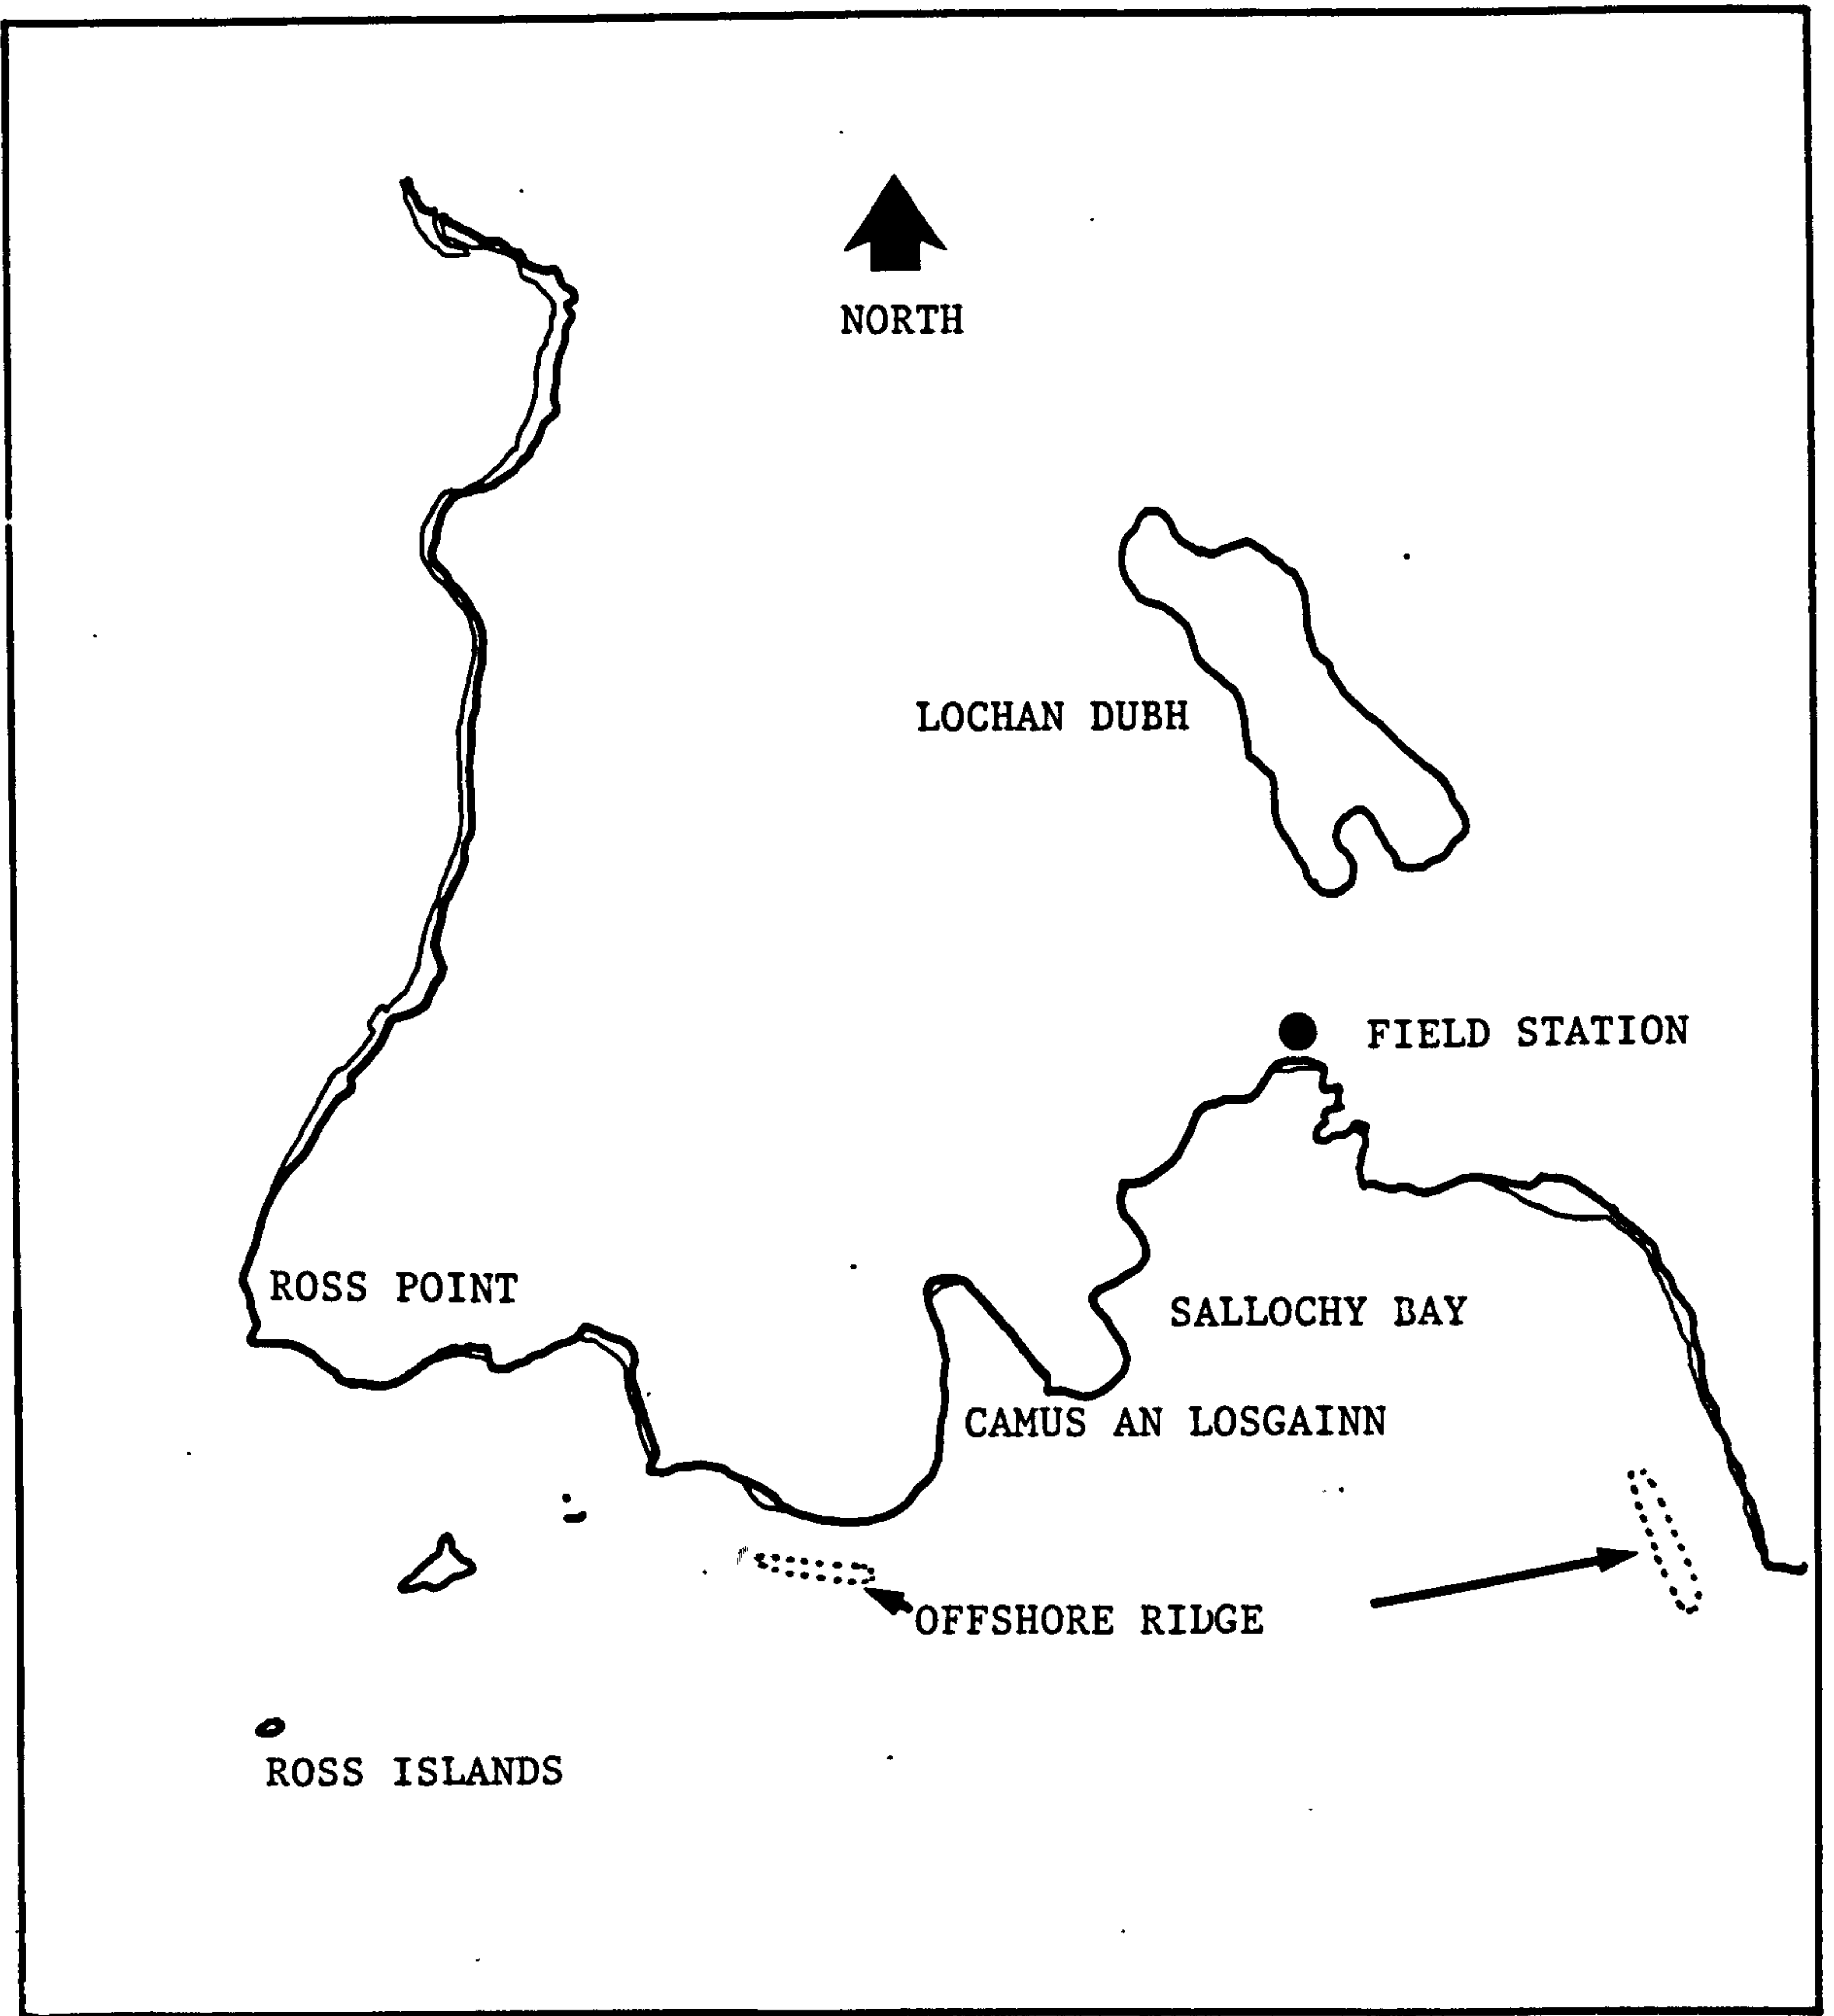 NORTH
LOCHAN DUBH
FIELD STATION
ROSS POINT
SALLOCHY BAY
CAMUS AN LOSGAINN
OFFSHORE RIDGE
ROSS ISLANDS